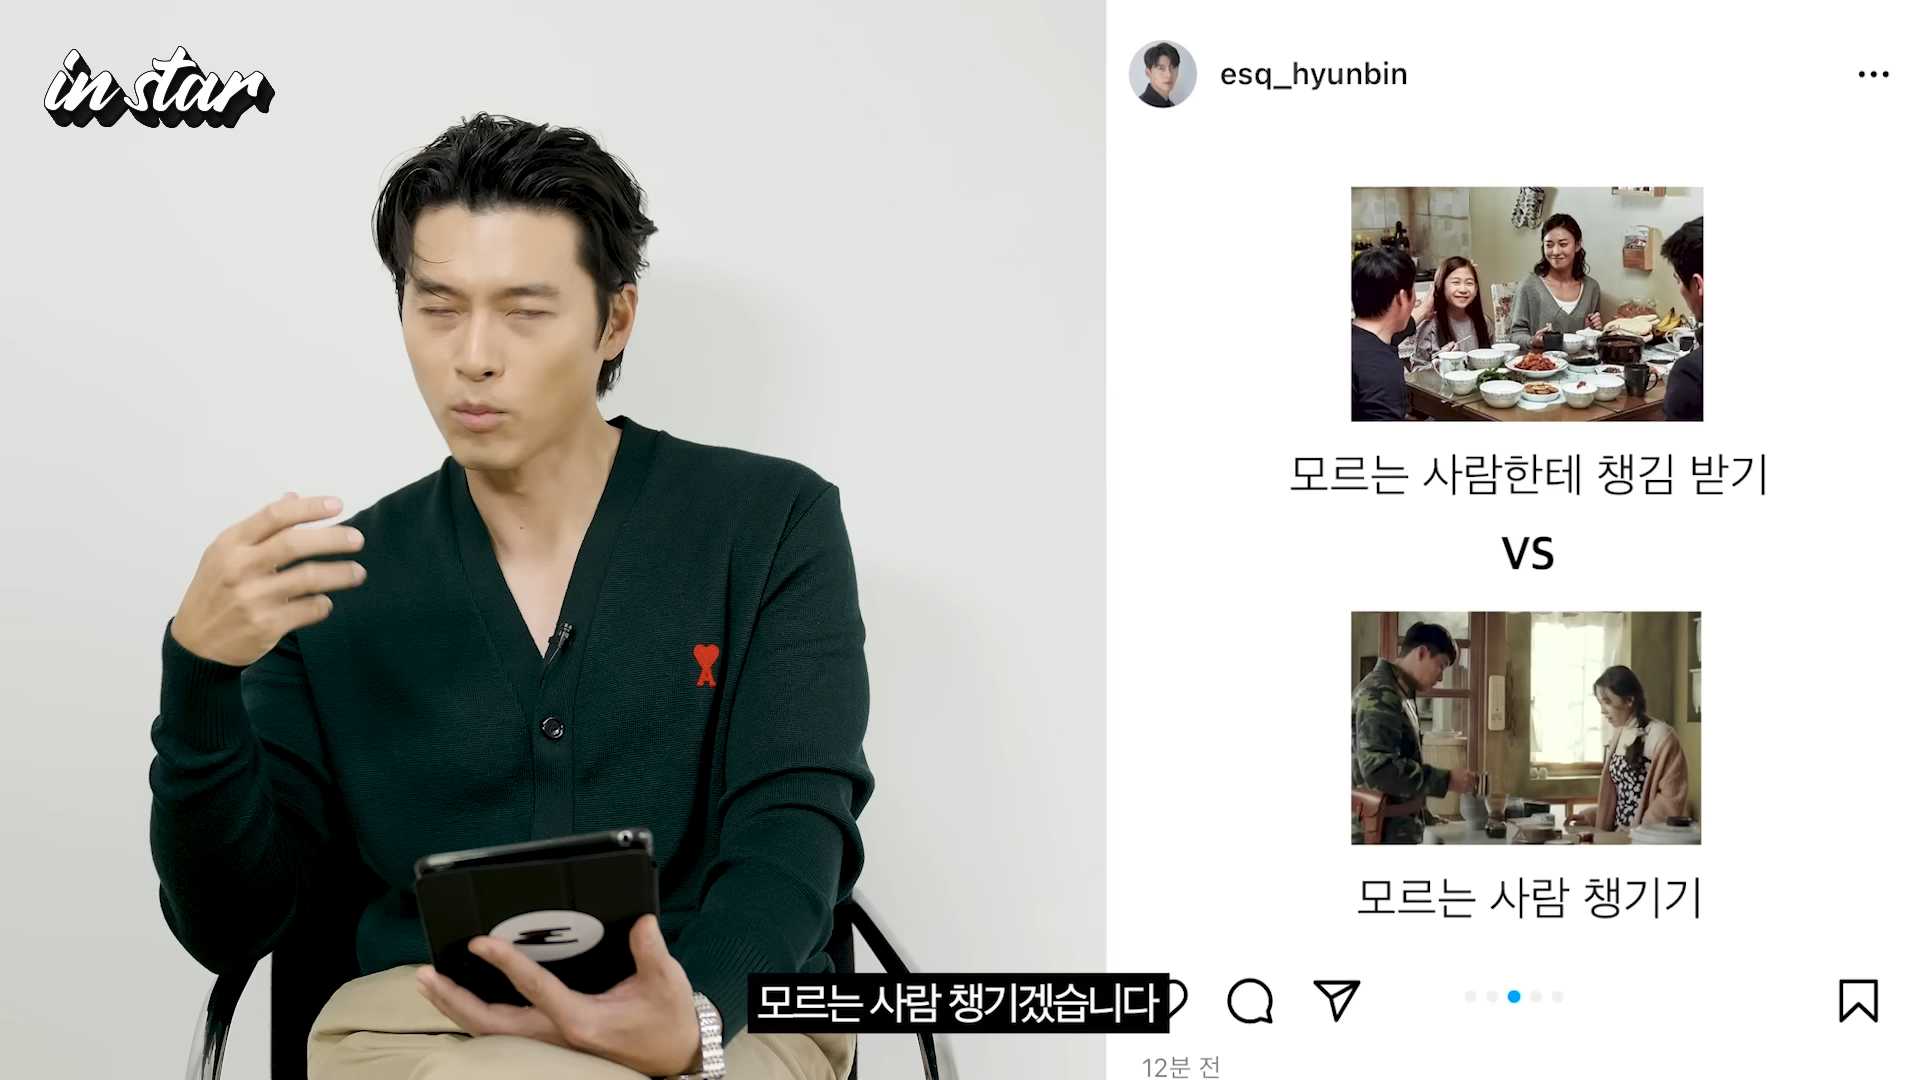 in star
esq_hyunbin
모르는 사람한테 챙김 받기
vs
모르는 사람 챙기기
모르는 사람 챙기겠습니다
12분 전